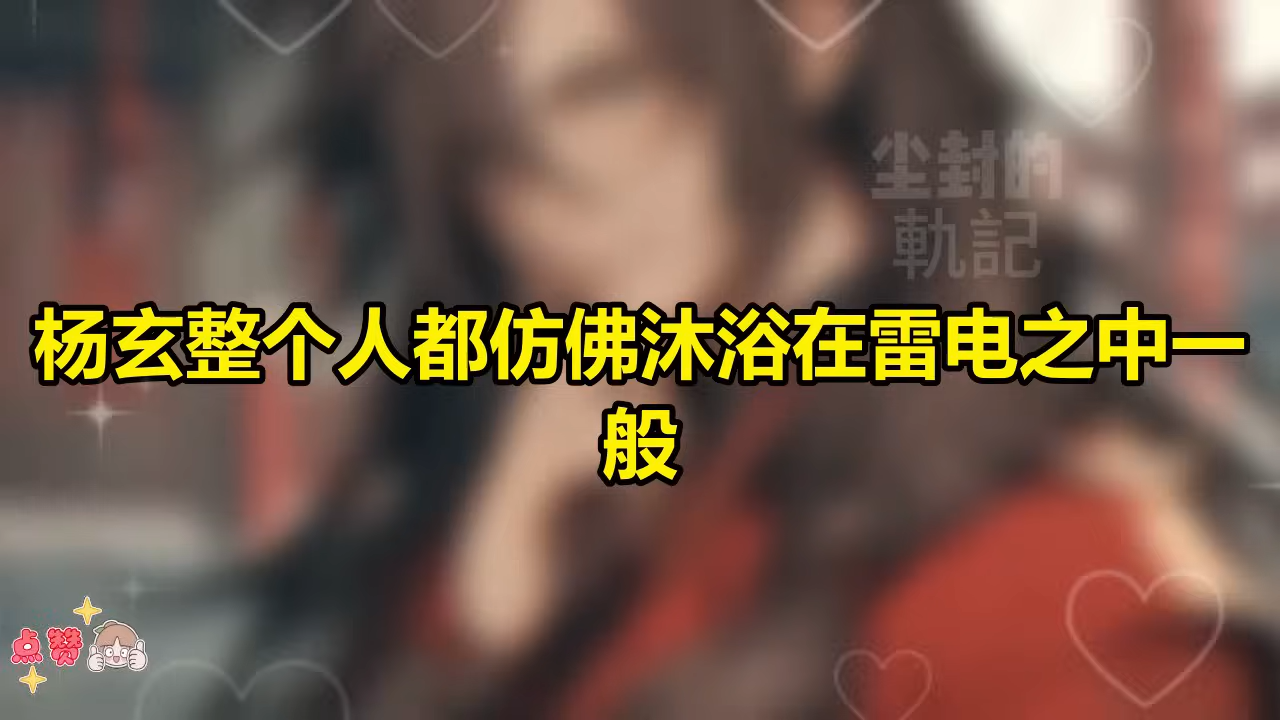 尘封的
軌記
杨玄整个人都仿佛沐浴在雷电之中一
般
点赞